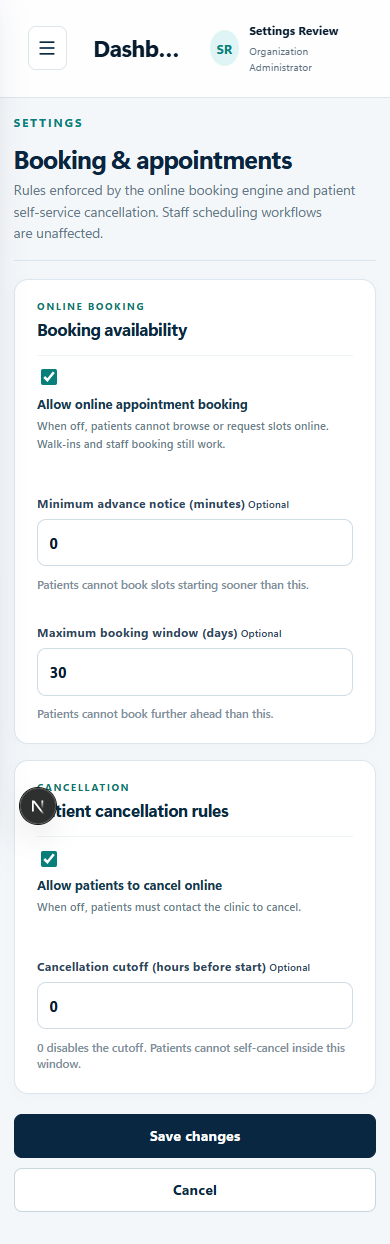 Dashb...
SR
Settings Review
Organization
Administrator
SETTINGS
Booking & appointments
Rules enforced by the online booking engine and patient
self-service cancellation. Staff scheduling workflows
are unaffected.
ONLINE BOOKING
Booking availability
Allow online appointment booking
When off, patients cannot browse or request slots online.
Walk-ins and staff booking still work.
Minimum advance notice (minutes) Optional
0
Patients cannot book slots starting sooner than this.
Maximum booking window (days) Optional
30
Patients cannot book further ahead than this.
CANCELLATION
N
tient cancellation rules
Allow patients to cancel online
When off, patients must contact the clinic to cancel.
Cancellation cutoff (hours before start) Optional
0
0 disables the cutoff. Patients cannot self-cancel inside this
window.
Save changes
Cancel